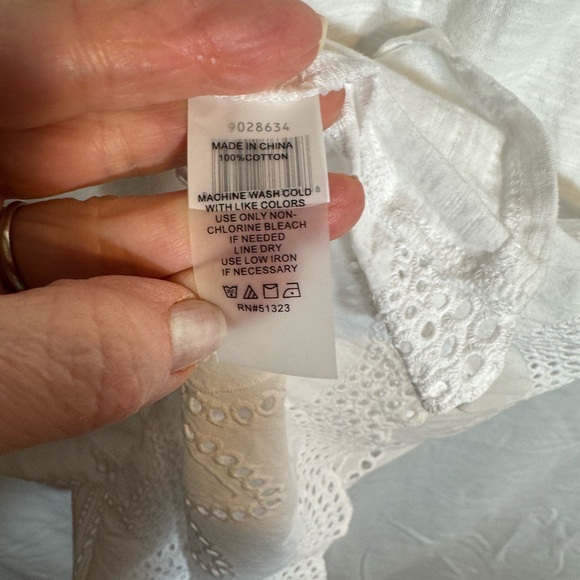 9028634
MADE IN CHINA
100%COTTON
MACHINE WASH COLD
WITH LIKE COLORS
USE ONLY NON-
CHLORINE BLEACH
IF NEEDED
LINE DRY
USE LOW IRON
IF NECESSARY
RN#51323